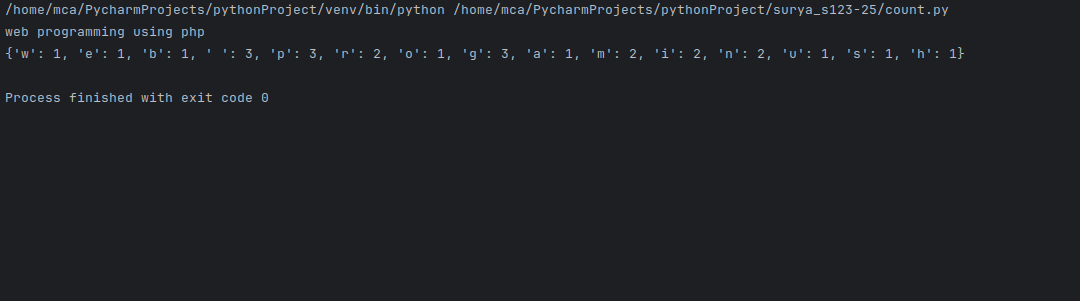 /home/mca/PycharmProjects/pythonProject/venv/bin/python /home/mca/PycharmProjects/pythonProject/surya_s123-25/count.py
web programming using php
{'w': 1, 'e': 1, 'b': 1, ' ': 3, 'p': 3, 'r': 2, 'o': 1, 'g': 3, 'a': 1, 'm': 2, 'i': 2, 'n': 2, 'u': 1, 's': 1, 'h': 1}
Process finished with exit code 0